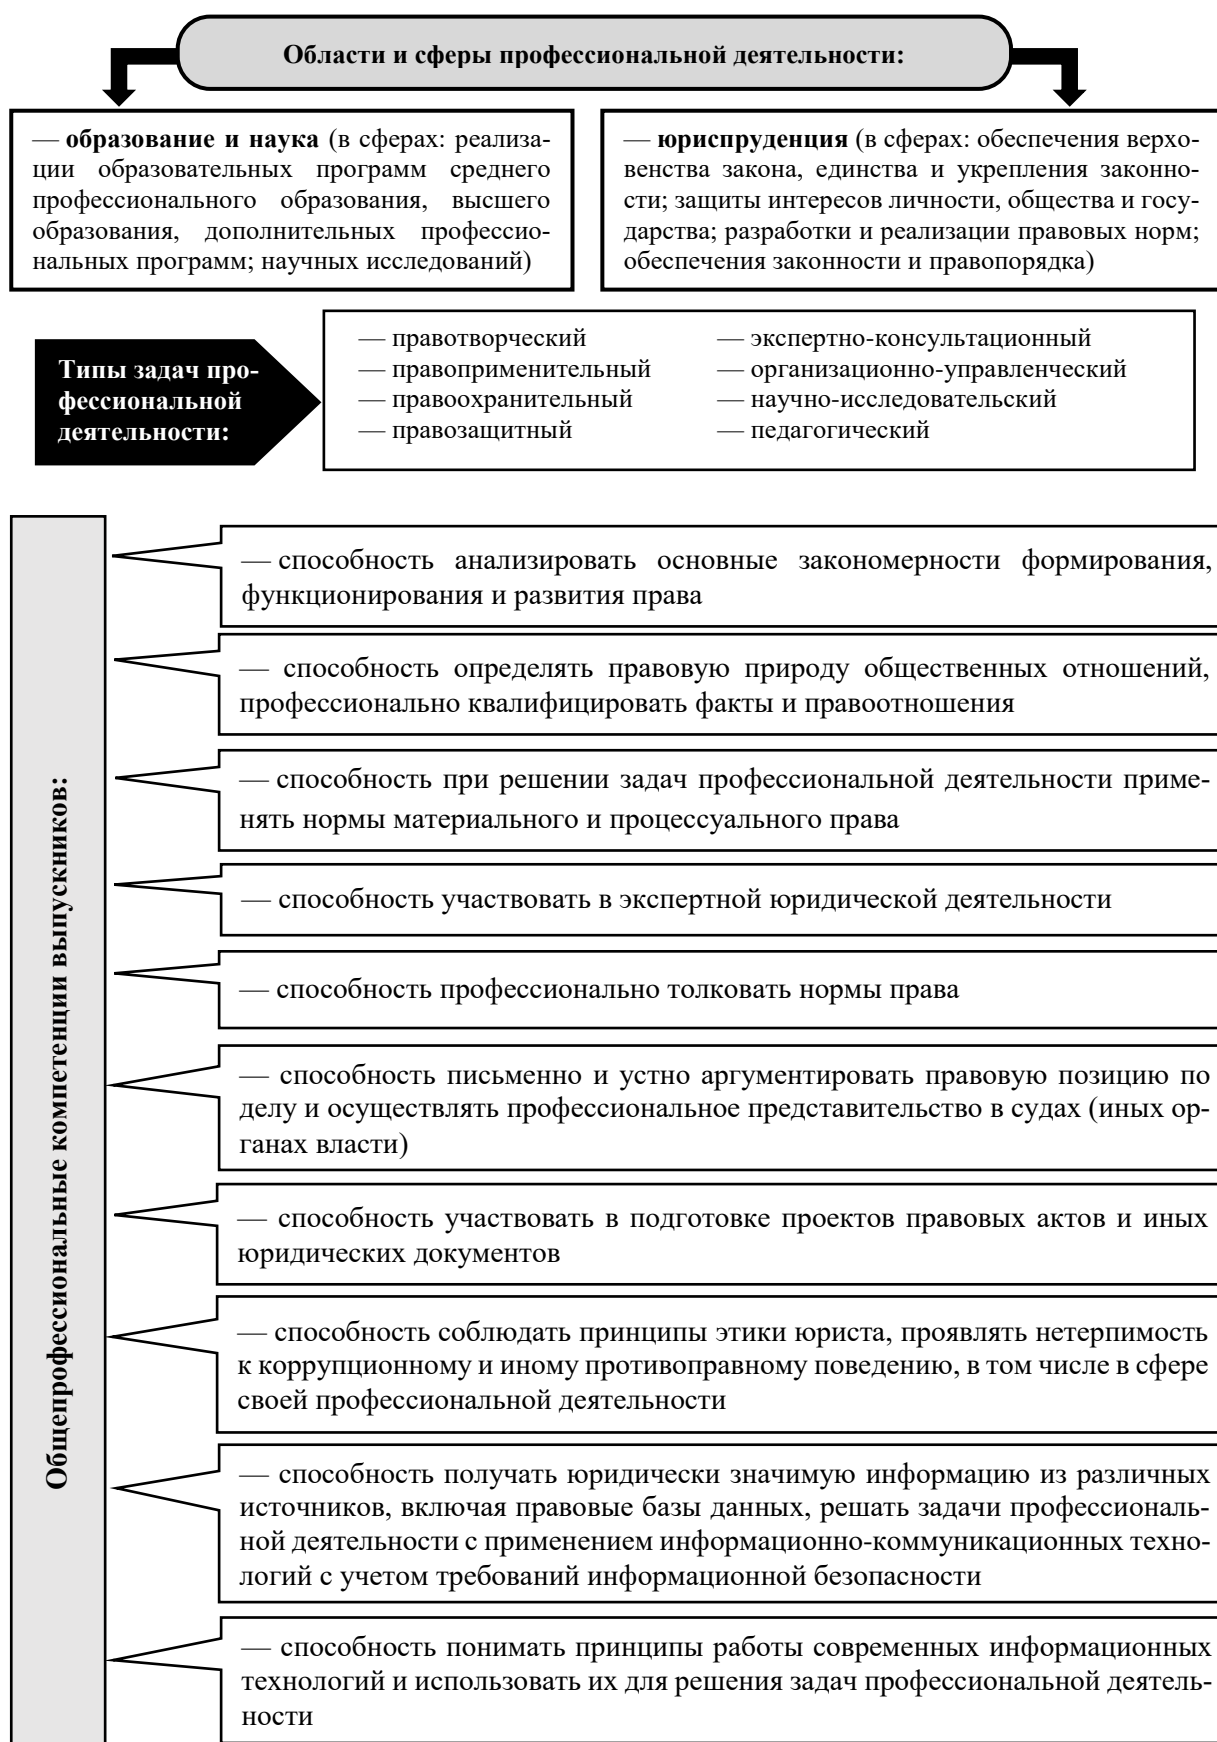 Области и сферы профессиональной деятельности:
— образование и наука (в сферах: реализа-
ции образовательных программ среднего
профессионального образования, высшего
образования, дополнительных профессио-
нальных программ; научных исследований)
— юриспруденция (в сферах: обеспечения верхо-
венства закона, единства и укрепления законно-
сти; защиты интересов личности, общества и госу-
дарства; разработки и реализации правовых норм;
обеспечения законности и правопорядка)
Типы задач про-
фессиональной
деятельности:
— правотворческий
— правоприменительный
— правоохранительный
— правозащитный
— экспертно-консультационный
— организационно-управленческий
— научно-исследовательский
— педагогический
Общепрофессиональные компетенции выпускников:
— способность анализировать основные закономерности формирования,
функционирования и развития права
— способность определять правовую природу общественных отношений,
профессионально квалифицировать факты и правоотношения
— способность при решении задач профессиональной деятельности приме-
нять нормы материального и процессуального права
— способность участвовать в экспертной юридической деятельности
— способность профессионально толковать нормы права
— способность письменно и устно аргументировать правовую позицию по
делу и осуществлять профессиональное представительство в судах (иных ор-
ганах власти)
— способность участвовать в подготовке проектов правовых актов и иных
юридических документов
— способность соблюдать принципы этики юриста, проявлять нетерпимость
к коррупционному и иному противоправному поведению, в том числе в сфере
своей профессиональной деятельности
— способность получать юридически значимую информацию из различных
источников, включая правовые базы данных, решать задачи профессиональ-
ной деятельности с применением информационно-коммуникационных техно-
логий с учетом требований информационной безопасности
— способность понимать принципы работы современных информационных
технологий и использовать их для решения задач профессиональной деятель-
ности